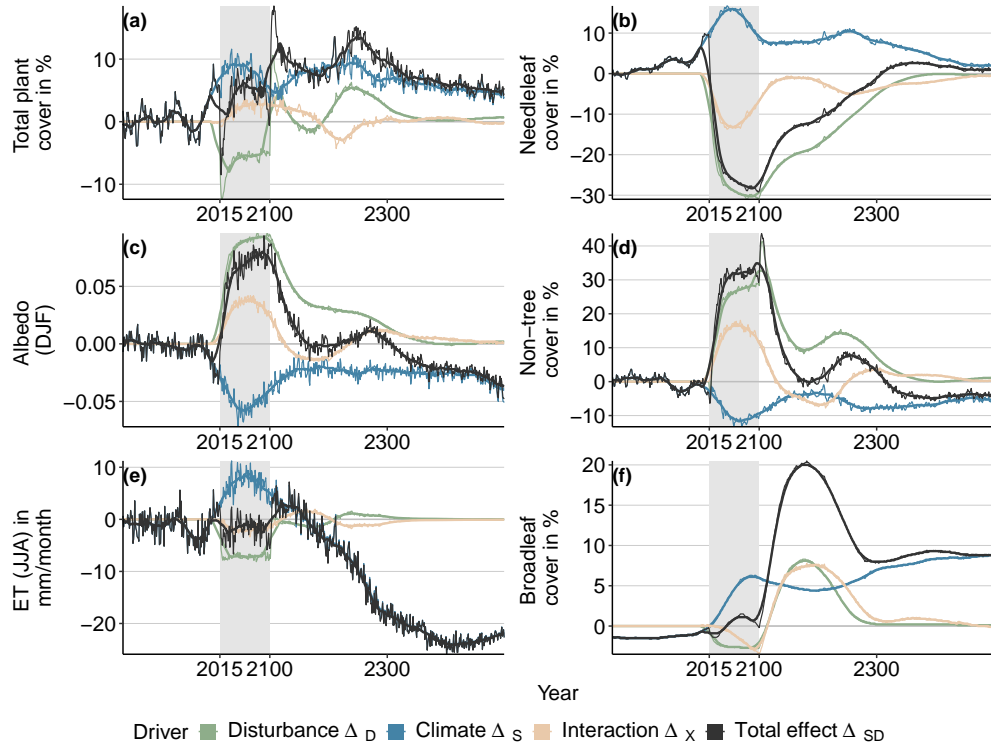 (a)
Total plant
cover in %
10
0
−10
2015 2100 2300
(b)
Needleleaf
cover in %
10
0
−10
−20
−30
2015 2100 2300
(c)
Albedo
(DJF)
0.05
0.00
−0.05
2015 2100 2300
(d)
Non−tree
cover in %
40
30
20
10
0
−10
2015 2100 2300
(e)
ET (JJA) in
mm/month
10
0
−10
−20
2015 2100 2300
(f)
Broadleaf
cover in %
20
15
10
5
0
2015 2100 2300
Year
Driver Disturbance Δ D Climate Δ S Interaction Δ X Total effect Δ SD